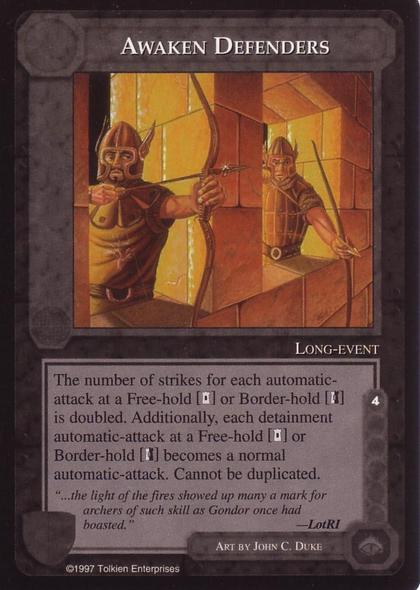 AWAKEN DEFENDERS
LONG-EVENT
The number of strikes for each automatic-
attack at a Free-hold [] or Border-hold []
is doubled. Additionally, each detainment
automatic-attack at a Free-hold [] or
Border-hold [] becomes a normal
automatic-attack. Cannot be duplicated.
4
"...the light of the fires showed up many a mark for
archers of such skill as Gondor once had
boasted." —LotRI
ART BY JOHN C. DUKE
©1997 Tolkien Enterprises